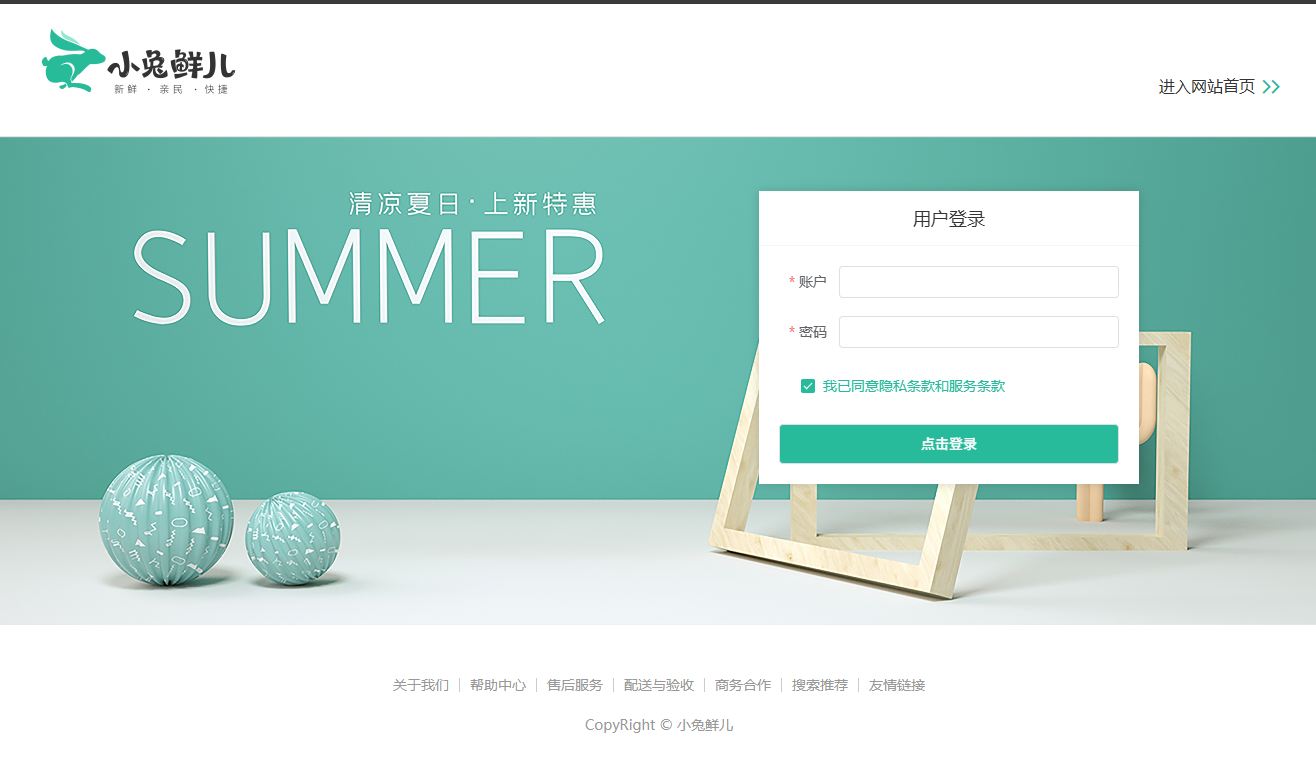 小兔鲜儿
新鲜 · 亲民 · 快捷
进入网站首页
清凉夏日·上新特惠
SUMMER
用户登录
* 账户
* 密码
我已同意隐私条款和服务条款
点击登录
关于我们 | 帮助中心 | 售后服务 | 配送与验收 | 商务合作 | 搜索推荐 | 友情链接
CopyRight © 小兔鲜儿